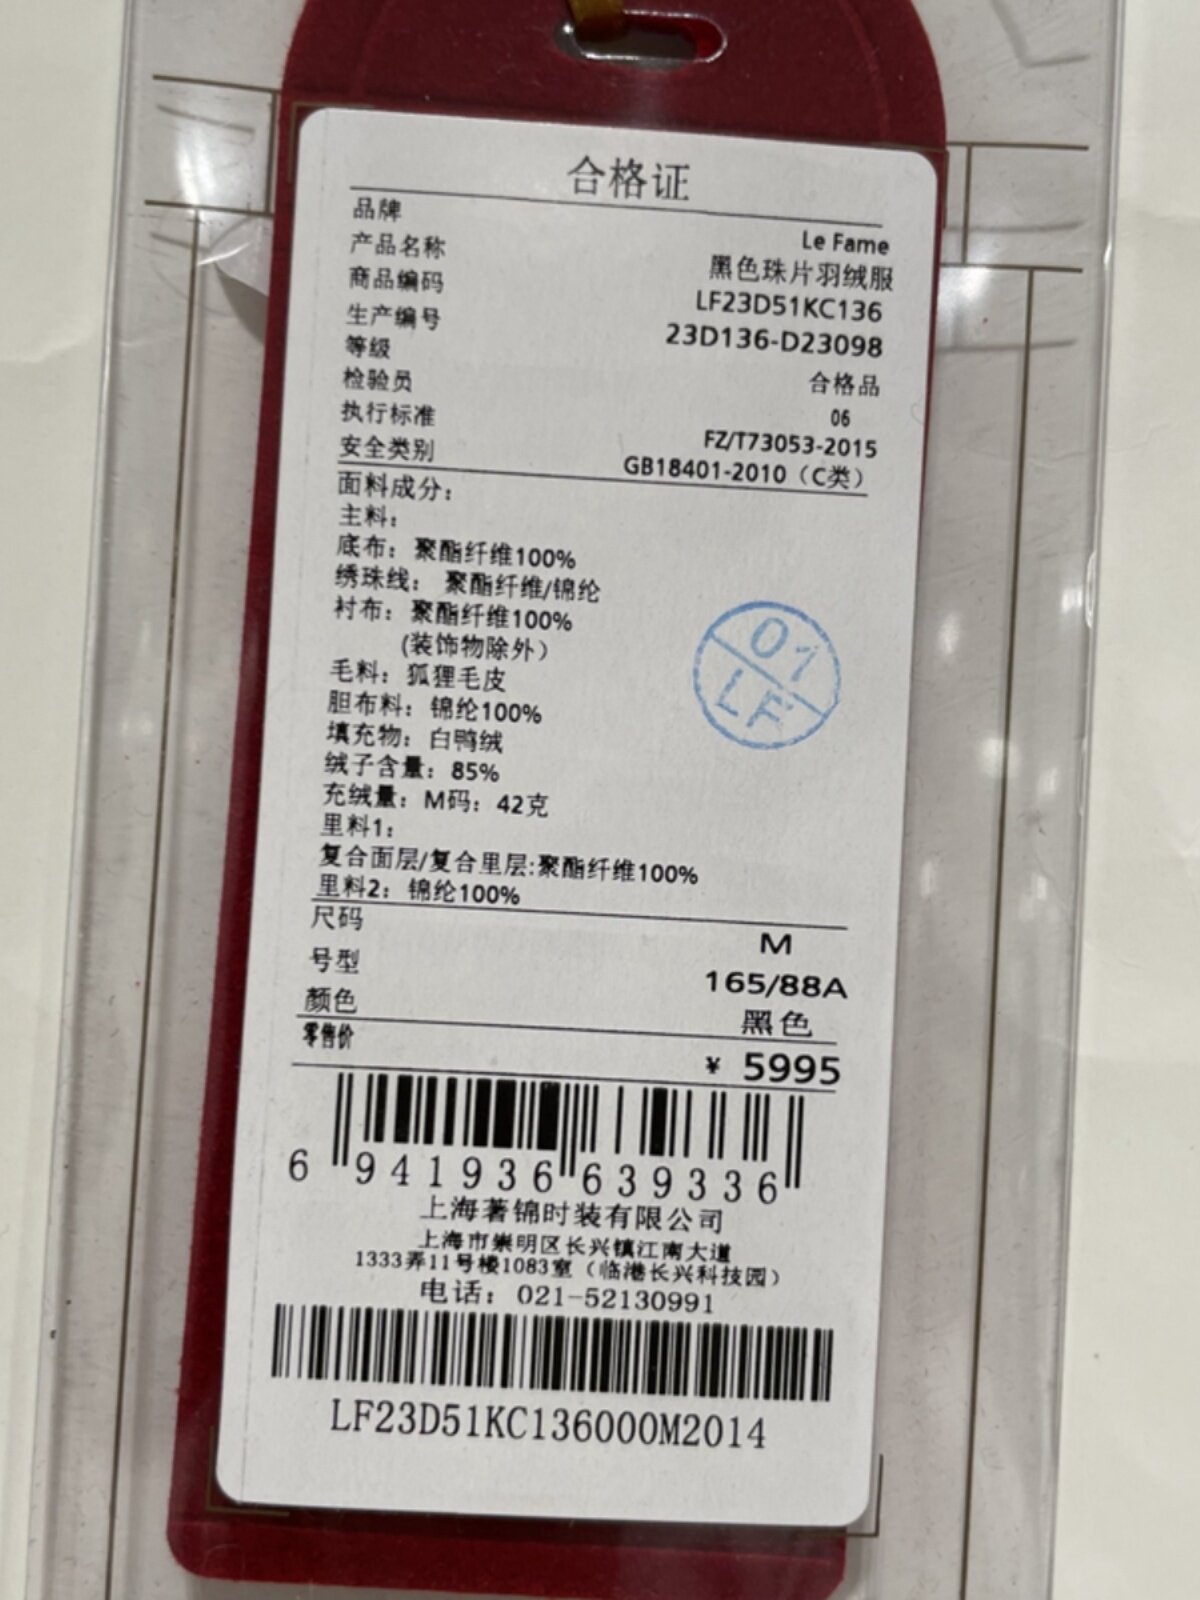 合格证
品牌 Le Fame
产品名称 黑色珠片羽绒服
商品编码 LF23D51KC136
生产编号 23D136-D23098
等级 合格品
检验员 06
执行标准 FZ/T73053-2015
安全类别 GB18401-2010（C类）
面料成分：
主料：
底布：聚酯纤维100%
绣珠线： 聚酯纤维/锦纶
衬布：聚酯纤维100%
(装饰物除外）
毛料：狐狸毛皮
胆布料：锦纶100%
填充物：白鸭绒
绒子含量：85%
充绒量：M码：42克
里料1：
复合面层/复合里层:聚酯纤维100%
里料2：锦纶100%
01
LF
尺码 M
号型 165/88A
颜色 黑色
零售价 ¥ 5995
6 941936 639336
上海著锦时装有限公司
上海市崇明区长兴镇江南大道
1333弄11号楼1083室（临港长兴科技园）
电话：021-52130991
LF23D51KC136000M2014